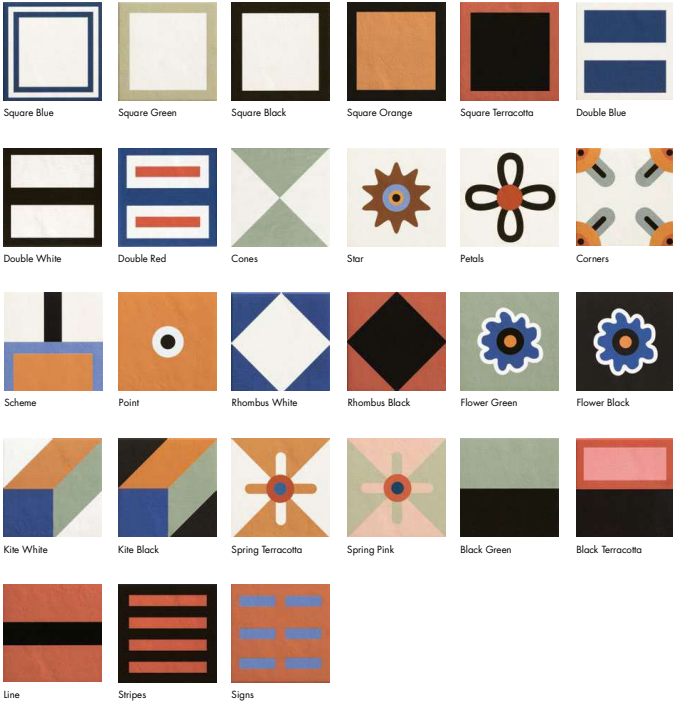 Square Blue
Square Green
Square Black
Square Orange
Square Terracotta
Double Blue
Double White
Double Red
Cones
Star
Petals
Corners
Scheme
Point
Rhombus White
Rhombus Black
Flower Green
Flower Black
Kite White
Kite Black
Spring Terracotta
Spring Pink
Black Green
Black Terracotta
Line
Stripes
Signs